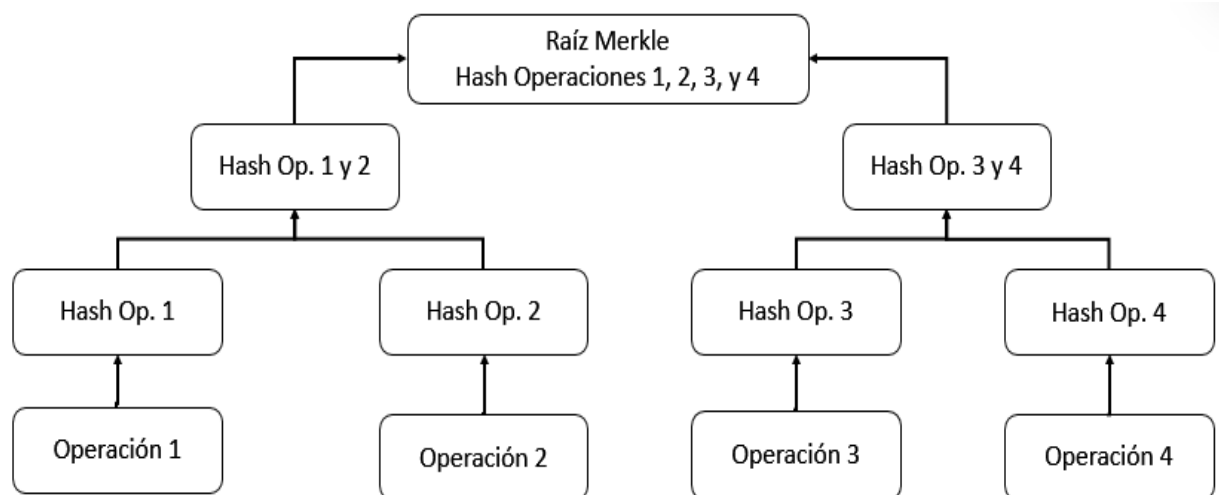 Raíz Merkle
Hash Operaciones 1, 2, 3, y 4
Hash Op. 1 y 2
Hash Op. 3 y 4
Hash Op. 1
Hash Op. 2
Hash Op. 3
Hash Op. 4
Operación 1
Operación 2
Operación 3
Operación 4